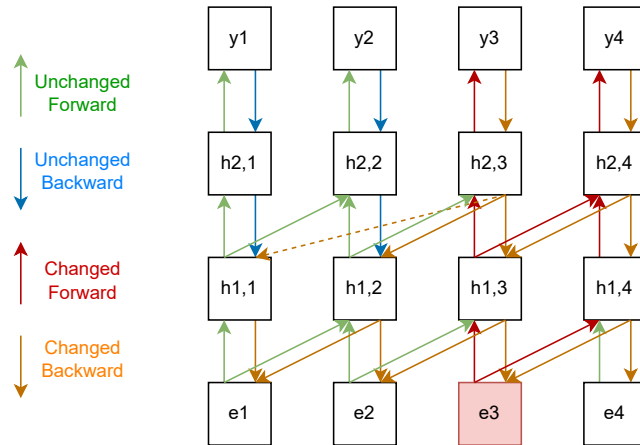 y1 y2 y3 y4
Unchanged
Forward
Unchanged
Backward
h2,1 h2,2 h2,3 h2,4
Changed
Forward
h1,1 h1,2 h1,3 h1,4
Changed
Backward
e1 e2 e3 e4